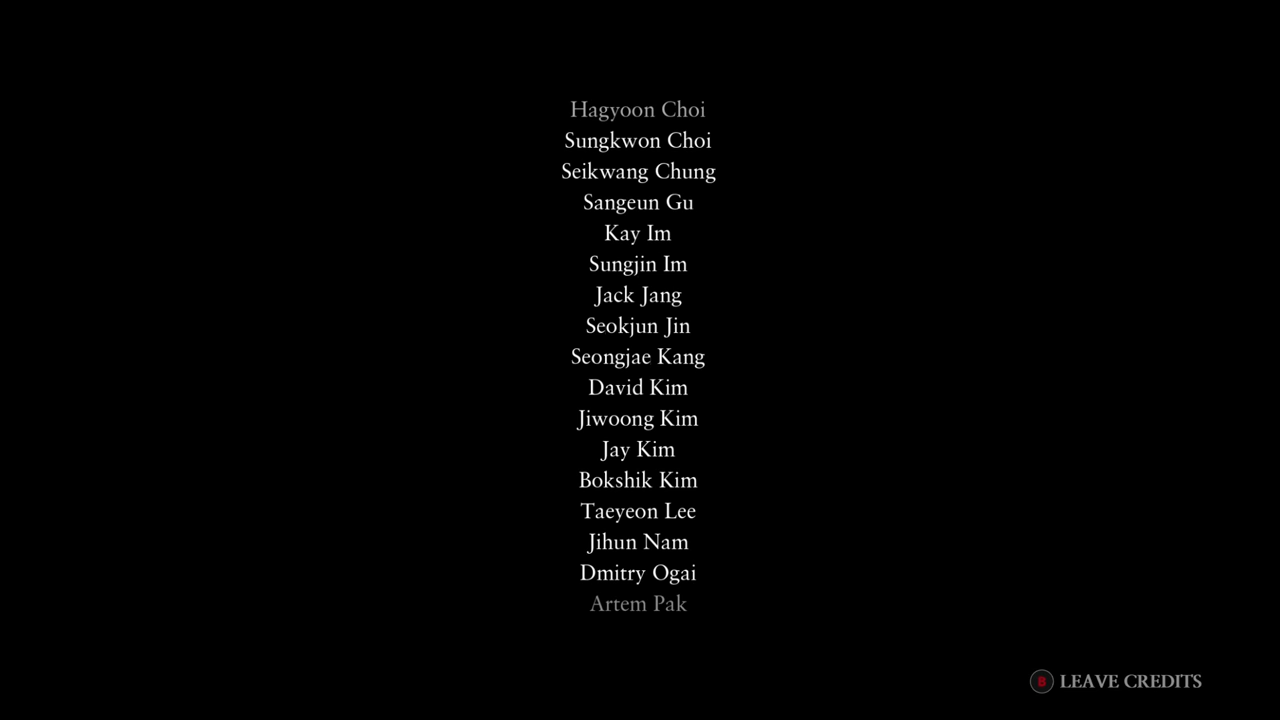 Hagyoon Choi
Sungkwon Choi
Seikwang Chung
Sangeun Gu
Kay Im
Sungjin Im
Jack Jang
Seokjun Jin
Seongjae Kang
David Kim
Jiwoong Kim
Jay Kim
Bokshik Kim
Taeyeon Lee
Jihun Nam
Dmitry Ogai
Artem Pak
B LEAVE CREDITS